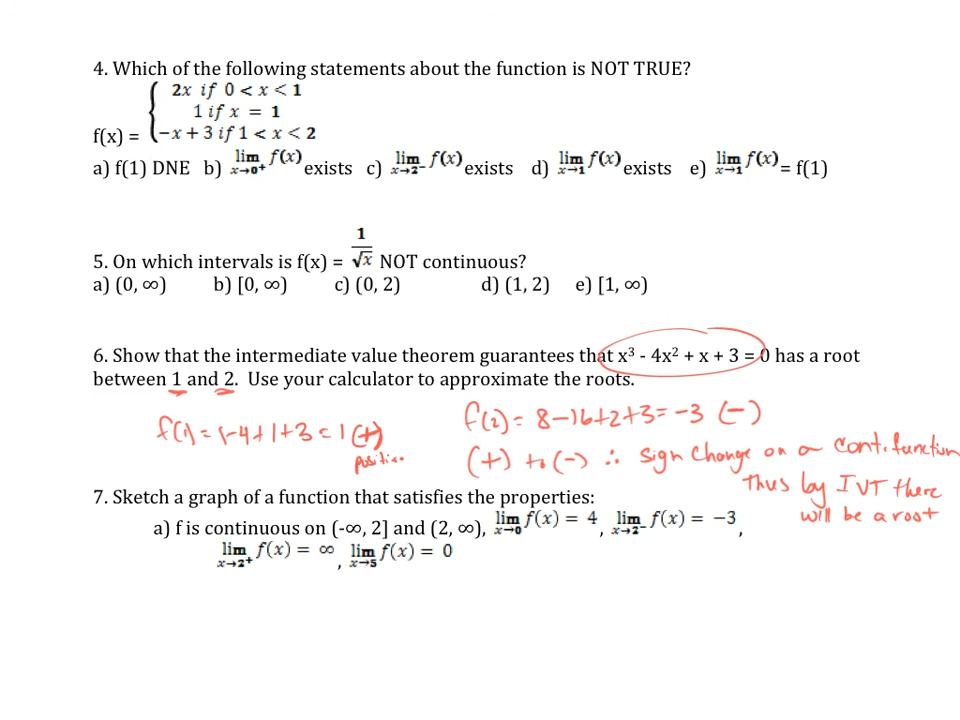 4. Which of the following statements about the function is NOT TRUE?
2x if 0 < x < 1
1 if x = 1
f(x) = { −x + 3 if 1 < x < 2
a) f(1) DNE b) lim x→0⁺ f(x) exists c) lim x→2⁻ f(x) exists d) lim x→1 f(x) exists e) lim x→1 f(x) = f(1)
5. On which intervals is f(x) = 1/√x NOT continuous?
a) (0, ∞) b) [0, ∞) c) (0, 2) d) (1, 2) e) [1, ∞)
6. Show that the intermediate value theorem guarantees that x³ - 4x² + x + 3 = 0 has a root
between 1 and 2. Use your calculator to approximate the roots.
f(1) = 1-4+1+3 = 1 (+)
positive
f(2) = 8-16+2+3 = -3 (-)
(+) to (-) ∴ sign change on a cont. function
thus by IVT there
will be a root
7. Sketch a graph of a function that satisfies the properties:
a) f is continuous on (-∞, 2] and (2, ∞), lim x→0 f(x) = 4 , lim x→2⁻ f(x) = −3 ,
lim x→2⁺ f(x) = ∞ , lim x→5 f(x) = 0